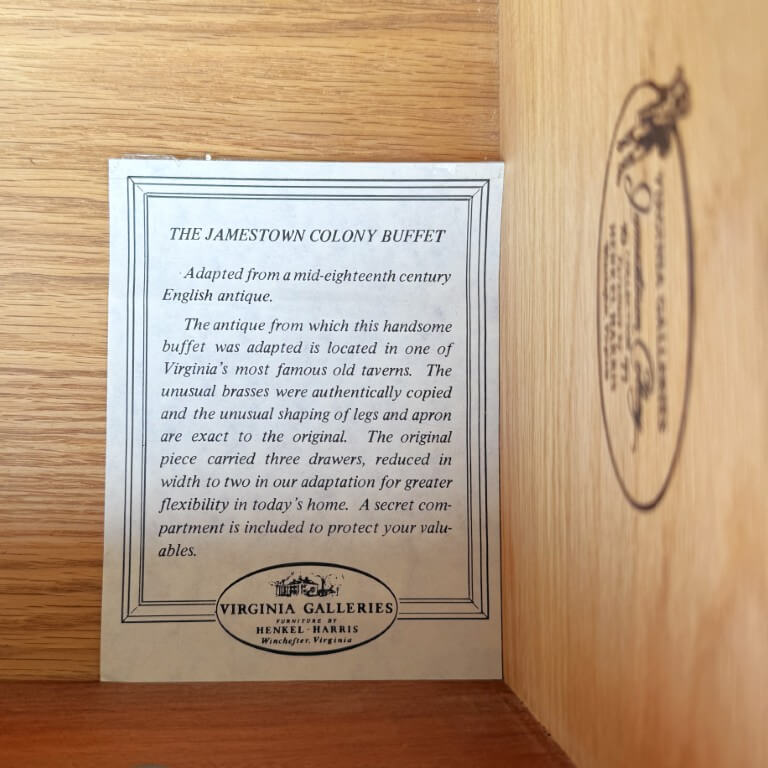 THE JAMESTOWN COLONY BUFFET
Adapted from a mid-eighteenth century
English antique.
The antique from which this handsome
buffet was adapted is located in one of
Virginia's most famous old taverns. The
unusual brasses were authentically copied
and the unusual shaping of legs and apron
are exact to the original. The original
piece carried three drawers, reduced in
width to two in our adaptation for greater
flexibility in today's home. A secret com-
partment is included to protect your valu-
ables.
VIRGINIA GALLERIES
FURNITURE BY
HENKEL-HARRIS
Winchester, Virginia
VIRGINIA GALLERIES
Jamestown Colony